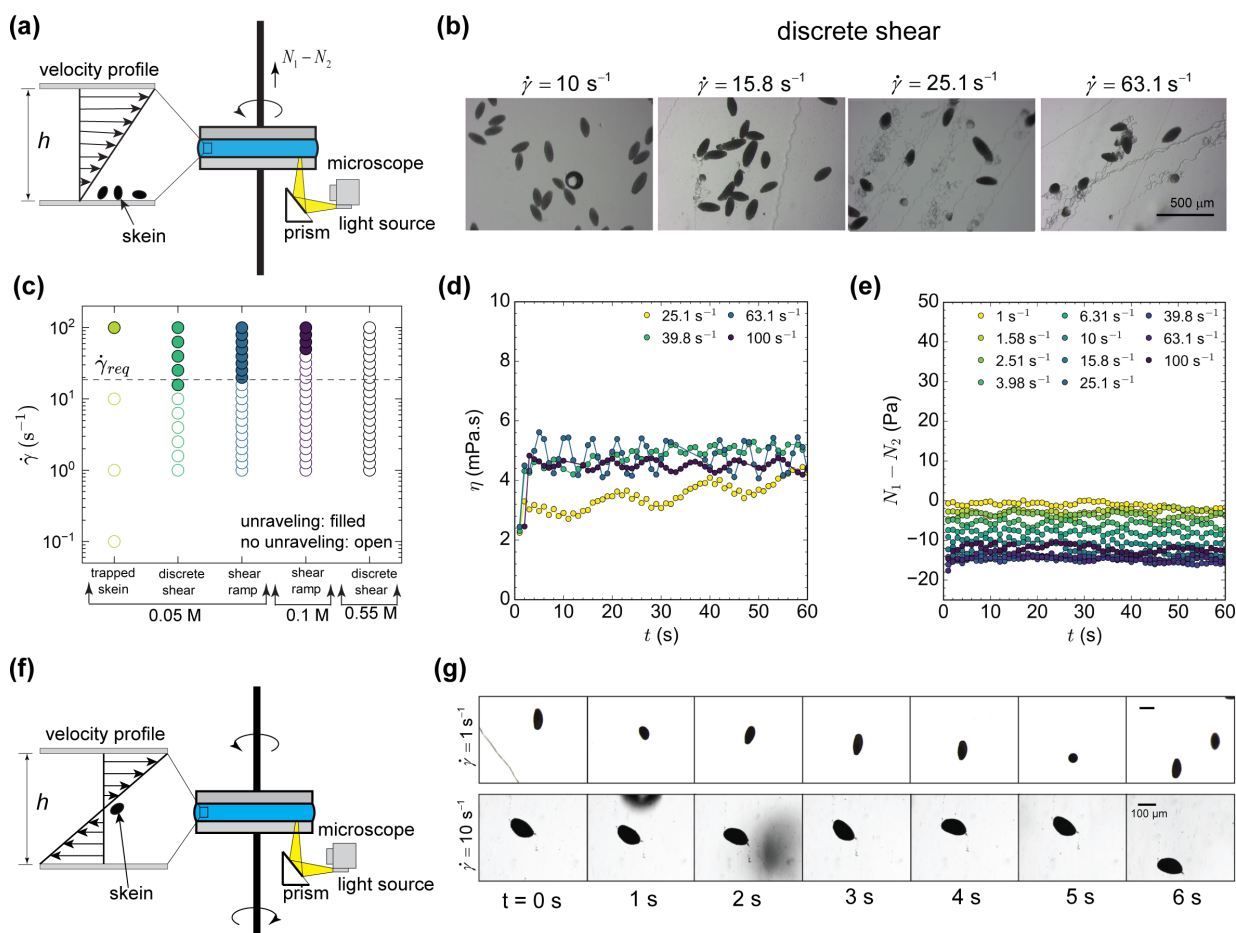 (a)
velocity profile
h
skein
N₁ − N₂
microscope
prism
light source
(b)
discrete shear
γ̇ = 10 s⁻¹
γ̇ = 15.8 s⁻¹
γ̇ = 25.1 s⁻¹
γ̇ = 63.1 s⁻¹
500 μm
(c)
γ̇ (s⁻¹)
10²
10¹
10⁰
10⁻¹
γ̇req
unraveling: filled
no unraveling: open
trapped
skein
discrete
shear
shear
ramp
shear
ramp
discrete
shear
0.05 M
0.1 M
0.55 M
(d)
η (mPa.s)
10
8
6
4
2
0
25.1 s⁻¹
39.8 s⁻¹
63.1 s⁻¹
100 s⁻¹
0 10 20 30 40 50 60
t (s)
(e)
N₁ − N₂ (Pa)
50
40
30
20
10
0
−10
−20
1 s⁻¹
1.58 s⁻¹
2.51 s⁻¹
3.98 s⁻¹
6.31 s⁻¹
10 s⁻¹
15.8 s⁻¹
25.1 s⁻¹
39.8 s⁻¹
63.1 s⁻¹
100 s⁻¹
0 10 20 30 40 50 60
t (s)
(f)
velocity profile
h
skein
microscope
prism
light source
(g)
γ̇ = 1 s⁻¹
γ̇ = 10 s⁻¹
100 μm
t = 0 s
1 s
2 s
3 s
4 s
5 s
6 s